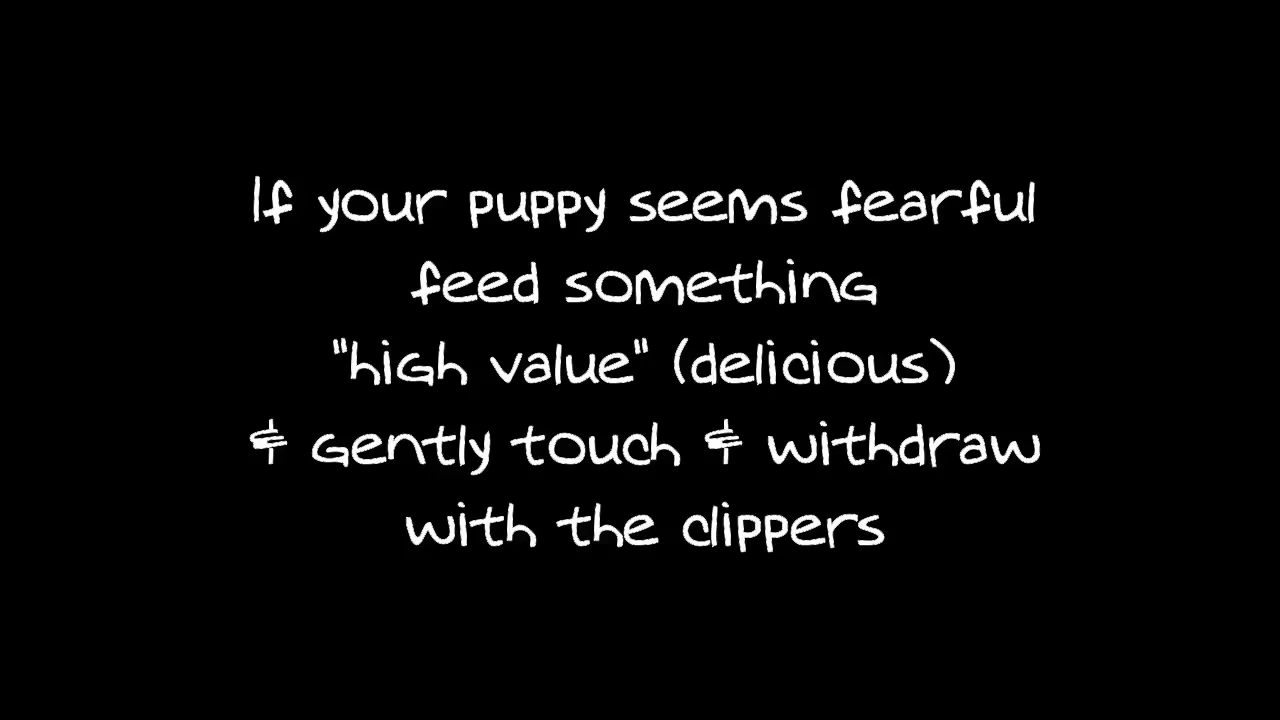 If your puppy seems fearful
feed something
"high value" (delicious)
& gently touch & withdraw
with the clippers